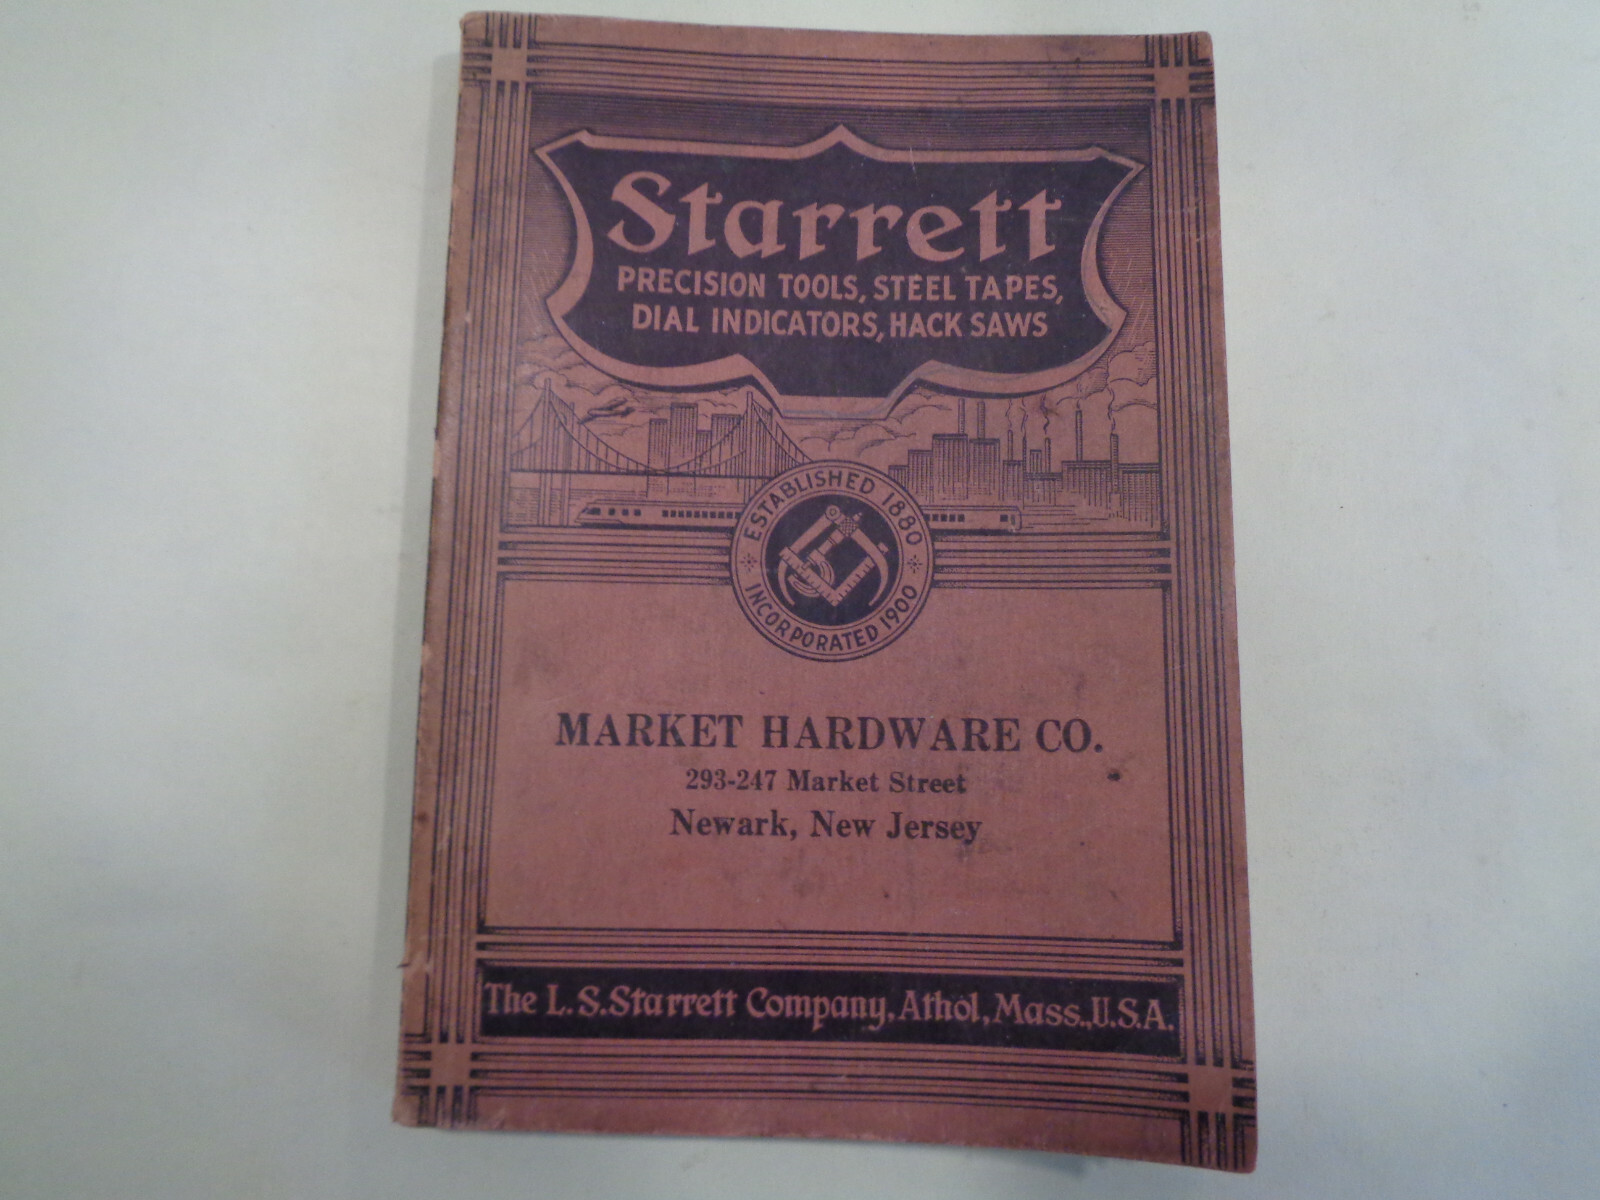 Starrett
PRECISION TOOLS, STEEL TAPES,
DIAL INDICATORS, HACK SAWS
ESTABLISHED 1880
INCORPORATED 1900
MARKET HARDWARE CO.
293-247 Market Street
Newark, New Jersey
The L. S. Starrett Company, Athol, Mass., U.S.A.